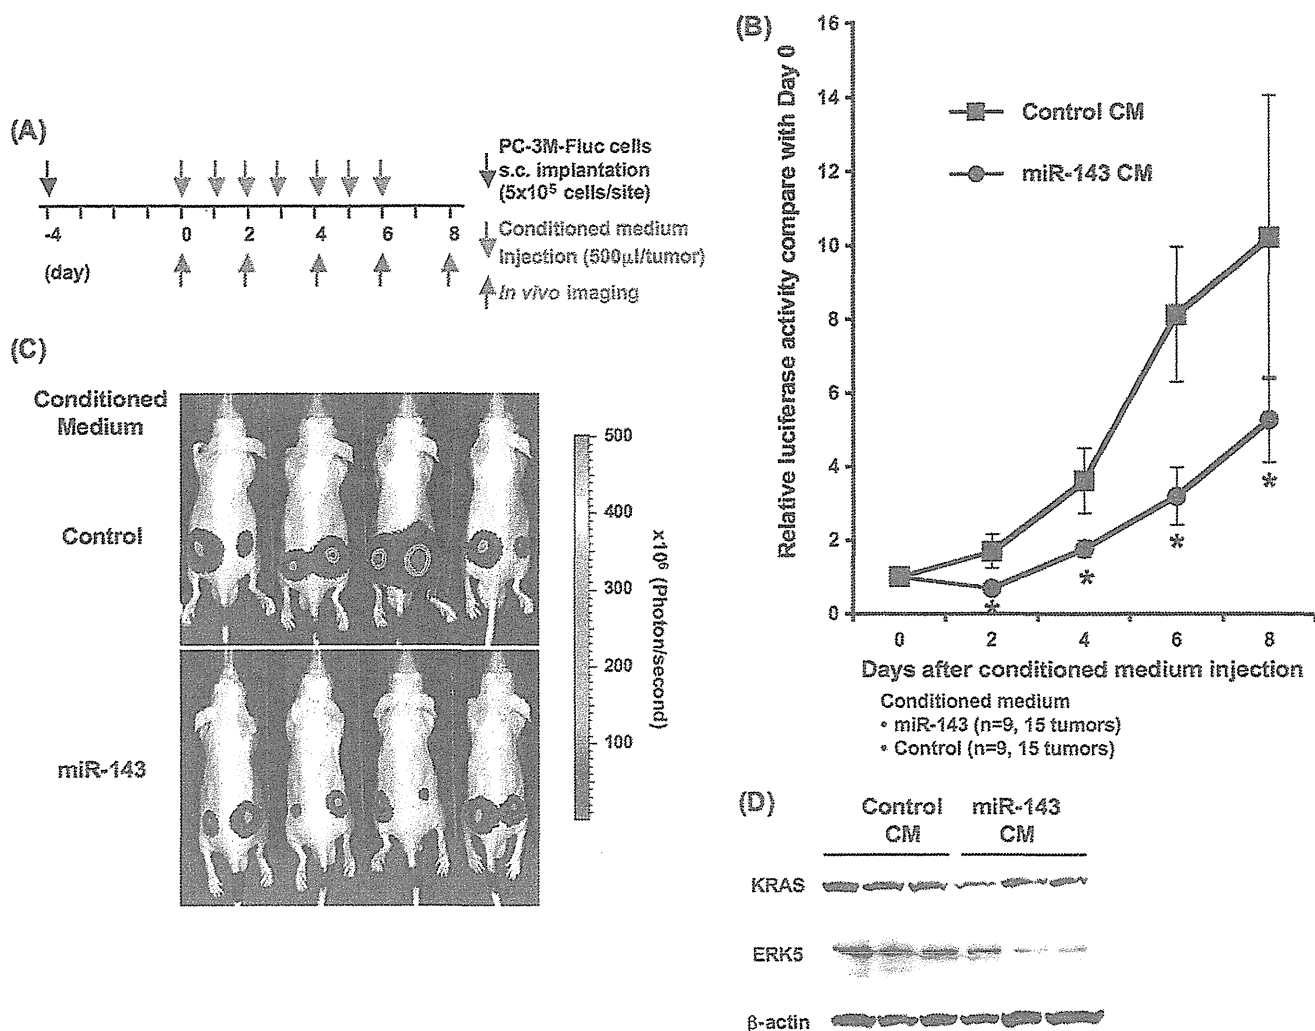 (A)
PC-3M-Fluc cells
s.c. implantation
(5x10⁵ cells/site)
-4 0 2 4 6 8
(day)
Conditioned medium
Injection (500μl/tumor)
In vivo imaging
(B)
Relative luciferase activity compare with Day 0
16
14
12
10
8
6
4
2
0
Control CM
miR-143 CM
*
*
*
*
0 2 4 6 8
Days after conditioned medium injection
Conditioned medium
• miR-143 (n=9, 15 tumors)
• Control (n=9, 15 tumors)
(C)
Conditioned
Medium
Control
miR-143
500
400
300
200
100
x10⁶ (Photon/second)
(D)
Control
CM
miR-143
CM
KRAS
ERK5
β-actin